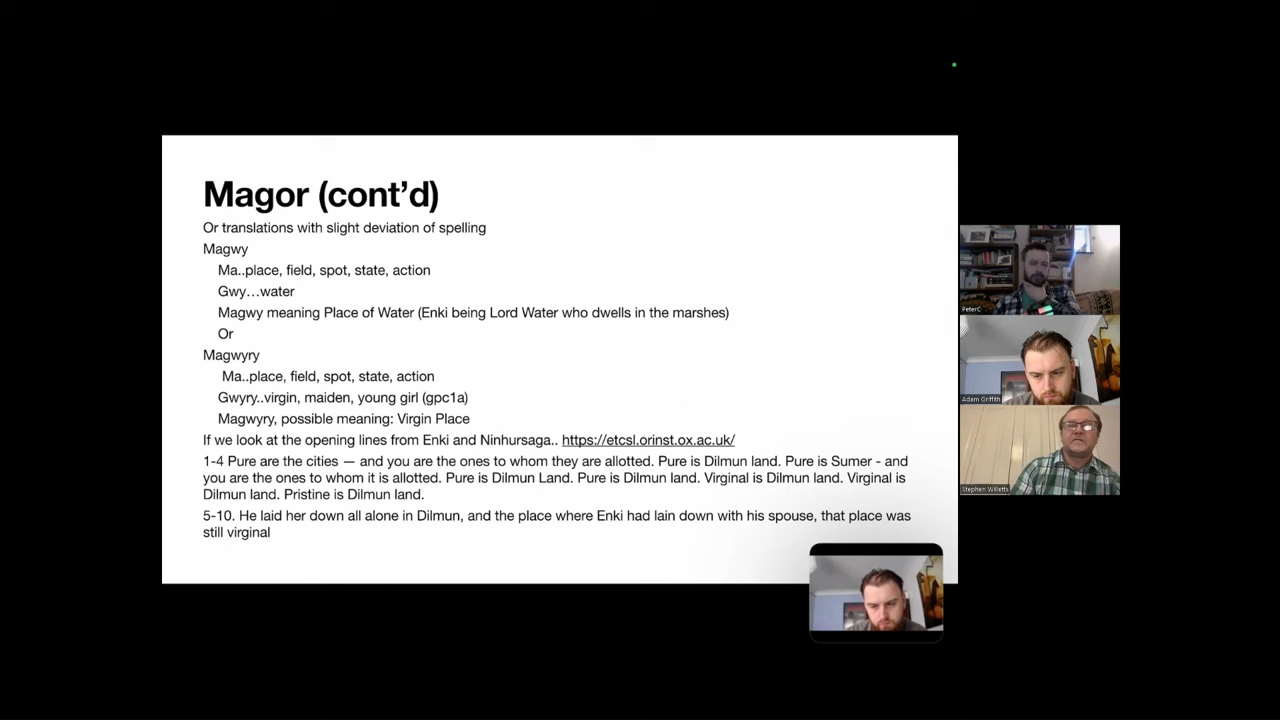 Magor (cont’d)
Or translations with slight deviation of spelling
Magwy
Ma..place, field, spot, state, action
Gwy…water
Magwy meaning Place of Water (Enki being Lord Water who dwells in the marshes)
Or
Magwyry
Ma..place, field, spot, state, action
Gwyry..virgin, maiden, young girl (gpc1a)
Magwyry, possible meaning: Virgin Place
If we look at the opening lines from Enki and Ninhursaga.. https://etcsl.orinst.ox.ac.uk/
1-4 Pure are the cities — and you are the ones to whom they are allotted. Pure is Dilmun land. Pure is Sumer - and
you are the ones to whom it is allotted. Pure is Dilmun Land. Pure is Dilmun land. Virginal is Dilmun land. Virginal is
Dilmun land. Pristine is Dilmun land.
5-10. He laid her down all alone in Dilmun, and the place where Enki had lain down with his spouse, that place was
still virginal
PeterC
Adam Griffith
Stephen Willetts